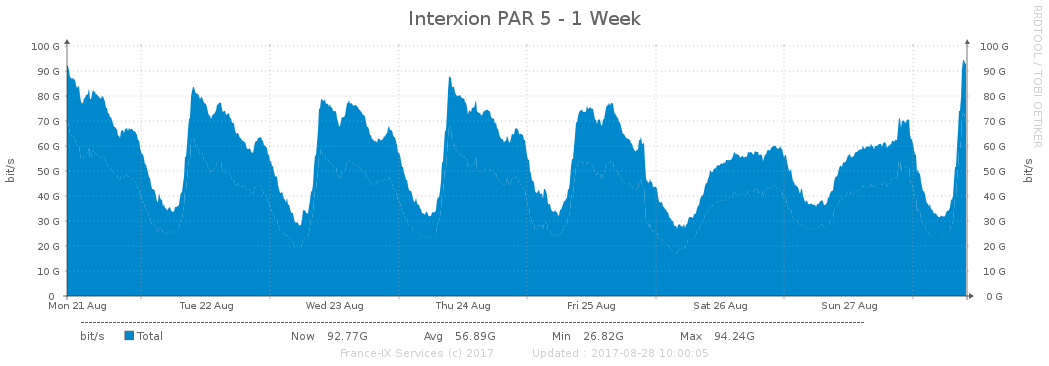 Interxion PAR 5 - 1 Week
RRDTOOL / TOBI OETIKER
bit/s
bit/s
100 G 100 G
90 G 90 G
80 G 80 G
70 G 70 G
60 G 60 G
50 G 50 G
40 G 40 G
30 G 30 G
20 G 20 G
10 G 10 G
0 0 G
Mon 21 Aug Tue 22 Aug Wed 23 Aug Thu 24 Aug Fri 25 Aug Sat 26 Aug Sun 27 Aug
bit/s Total Now 92.77G Avg 56.89G Min 26.82G Max 94.24G
France-IX Services (c) 2017 Updated : 2017-08-28 10:00:05